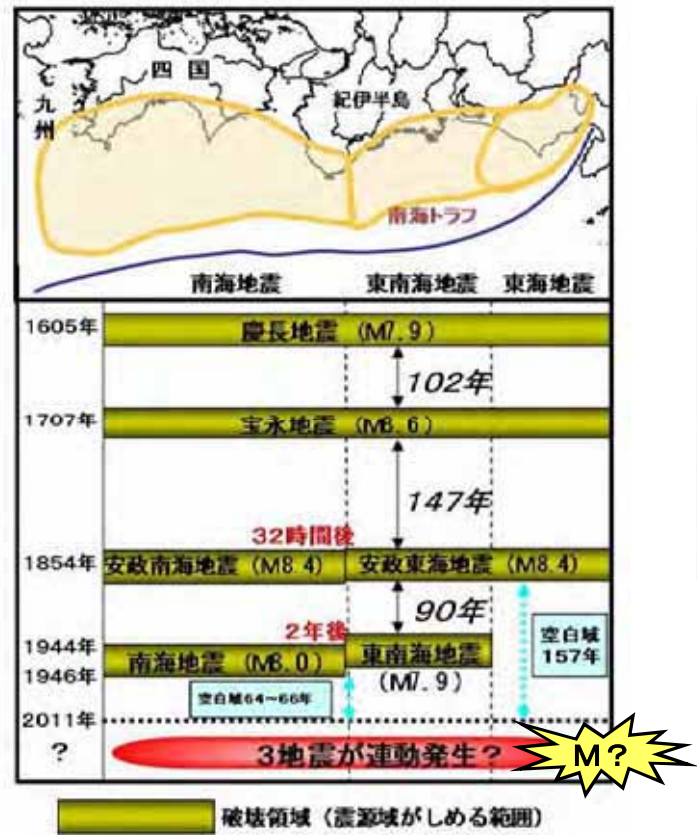 四国
九州
紀伊半島
南海トラフ
南海地震 東南海地震 東海地震
1605年 慶長地震 (M7.9)
102年
1707年 宝永地震 (M8.6)
147年
32時間後
1854年 安政南海地震 (M8.4) 安政東海地震 (M8.4)
90年
2年後
空白域
157年
1944年
南海地震 (M8.0) 東南海地震
1946年 (M7.9)
空白域64～66年
2011年
? 3地震が連動発生? M?
破壊領域 (震源域がしめる範囲)